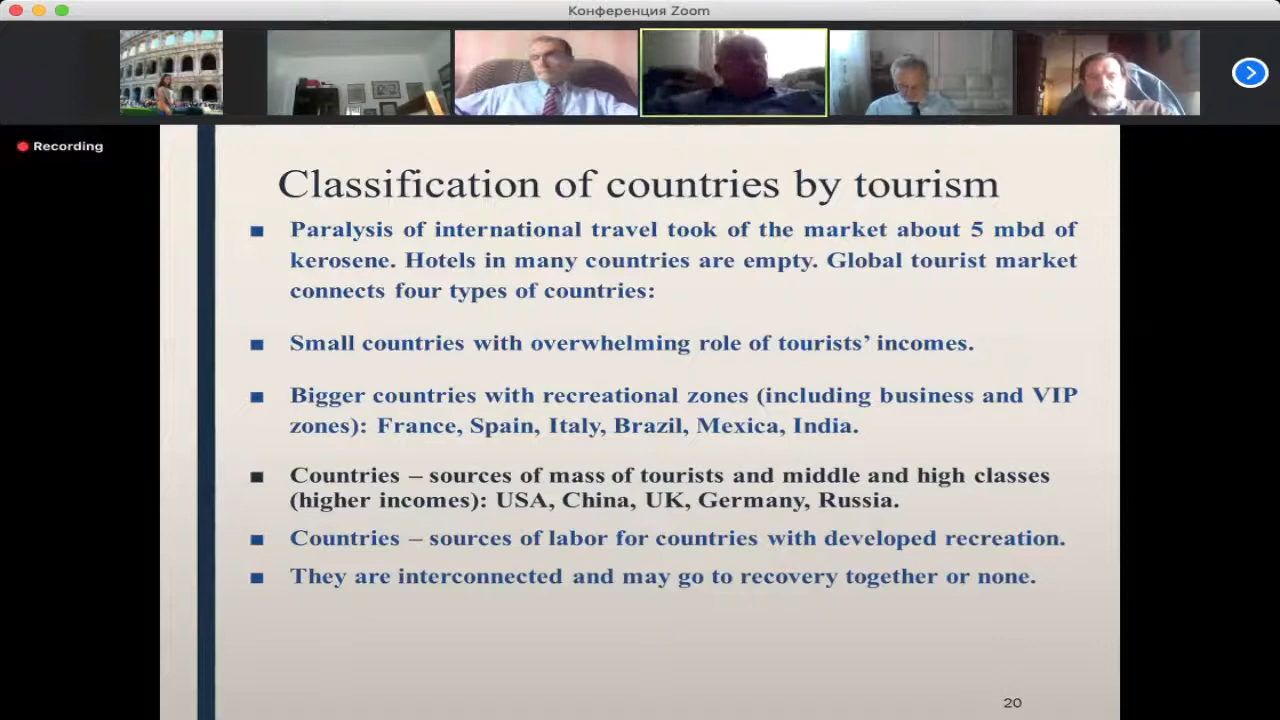 Конференция Zoom
Recording
Classification of countries by tourism
Paralysis of international travel took of the market about 5 mbd of
kerosene. Hotels in many countries are empty. Global tourist market
connects four types of countries:
Small countries with overwhelming role of tourists’ incomes.
Bigger countries with recreational zones (including business and VIP
zones): France, Spain, Italy, Brazil, Mexica, India.
Countries – sources of mass of tourists and middle and high classes
(higher incomes): USA, China, UK, Germany, Russia.
Countries – sources of labor for countries with developed recreation.
They are interconnected and may go to recovery together or none.
20